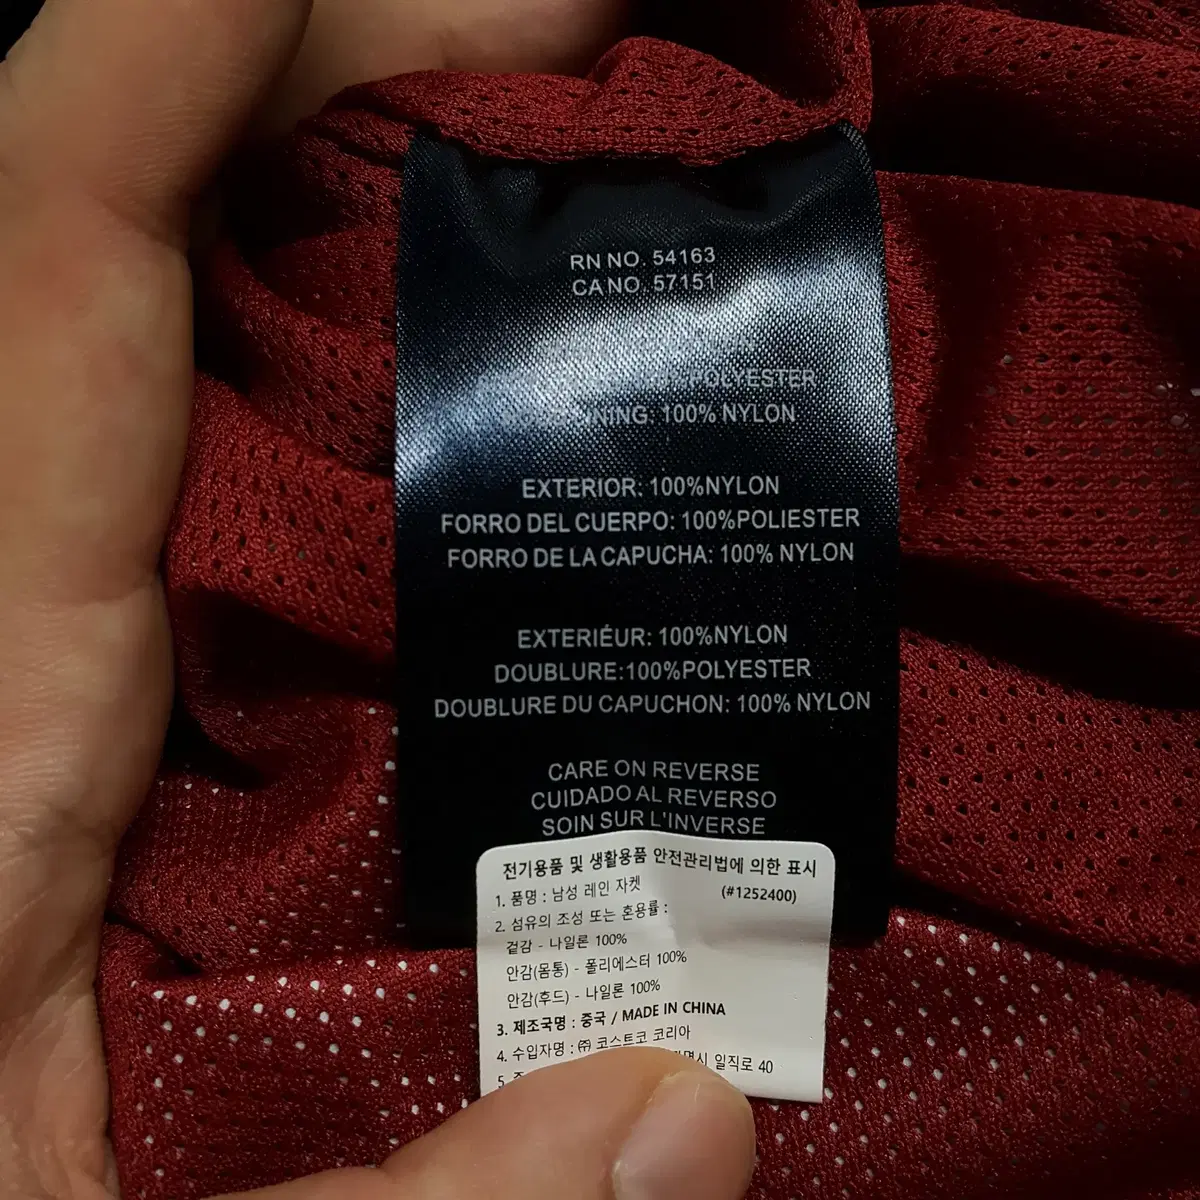 RN NO. 54163
CA NO. 57151
POLYESTER
LINING: 100% NYLON
EXTERIOR: 100%NYLON
FORRO DEL CUERPO: 100%POLIESTER
FORRO DE LA CAPUCHA: 100% NYLON
EXTERIÉUR: 100%NYLON
DOUBLURE:100%POLYESTER
DOUBLURE DU CAPUCHON: 100% NYLON
CARE ON REVERSE
CUIDADO AL REVERSO
SOIN SUR L'INVERSE
전기용품 및 생활용품 안전관리법에 의한 표시
1. 품명 : 남성 레인 자켓 (#1252400)
2. 섬유의 조성 또는 혼용률 :
겉감 - 나일론 100%
안감(몸통) - 폴리에스터 100%
안감(후드) - 나일론 100%
3. 제조국명 : 중국 / MADE IN CHINA
4. 수입자명 : ㈜ 코스트코 코리아
5. 일직로 40